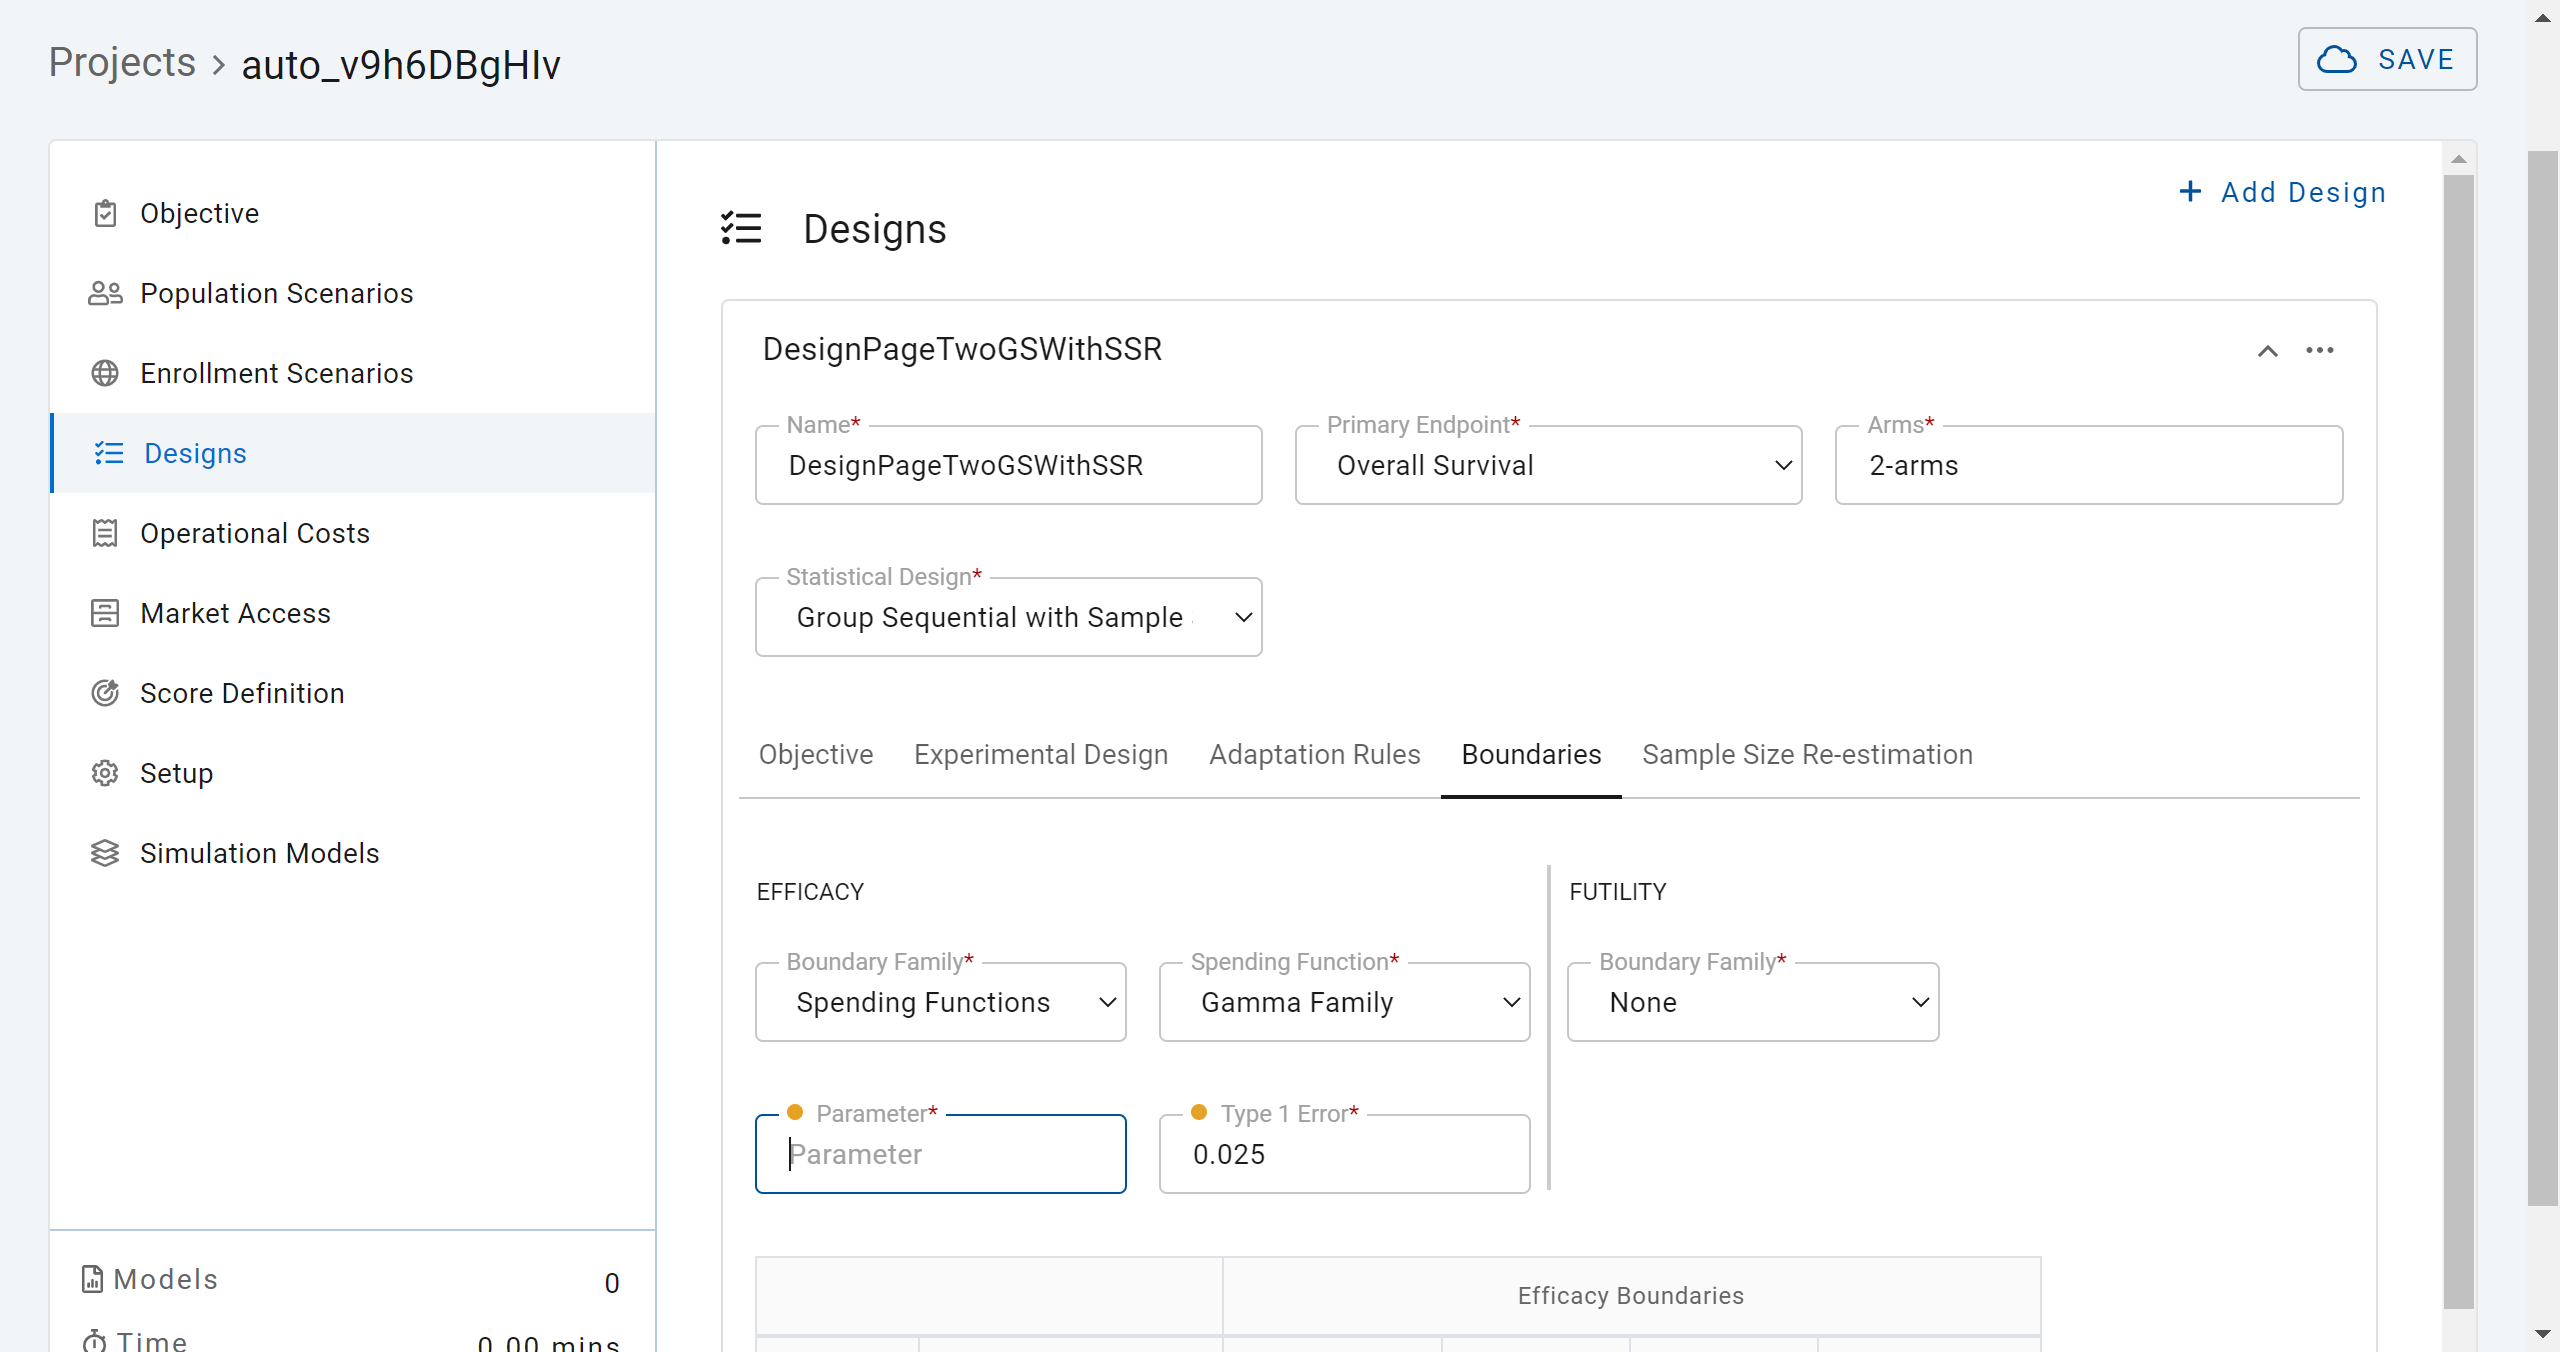 Projects > auto_v9h6DBgHIv
SAVE
Objective
Population Scenarios
Enrollment Scenarios
Designs
Operational Costs
Market Access
Score Definition
Setup
Simulation Models
Models 0
Time 0.00 mins
Add Design
Designs
DesignPageTwoGSWithSSR
Name*
DesignPageTwoGSWithSSR
Primary Endpoint*
Overall Survival
Arms*
2-arms
Statistical Design*
Group Sequential with Sample
Objective Experimental Design Adaptation Rules Boundaries Sample Size Re-estimation
EFFICACY
Boundary Family*
Spending Functions
Spending Function*
Gamma Family
Parameter*
Parameter
Type 1 Error*
0.025
FUTILITY
Boundary Family*
None
Efficacy Boundaries